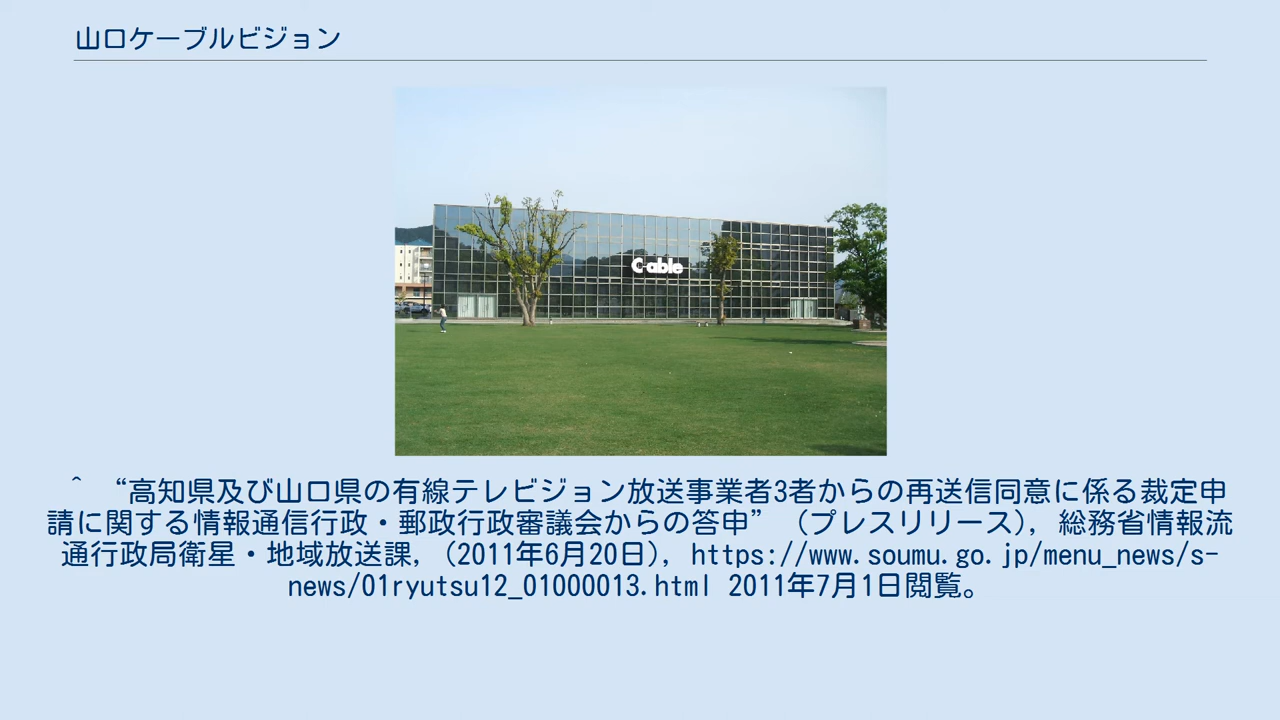 山口ケーブルビジョン
C-able
^ “高知県及び山口県の有線テレビジョン放送事業者3者からの再送信同意に係る裁定申
請に関する情報通信行政・郵政行政審議会からの答申” (プレスリリース), 総務省情報流
通行政局衛星・地域放送課, (2011年6月20日), https://www.soumu.go.jp/menu_news/s-
news/01ryutsu12_01000013.html 2011年7月1日閲覧。